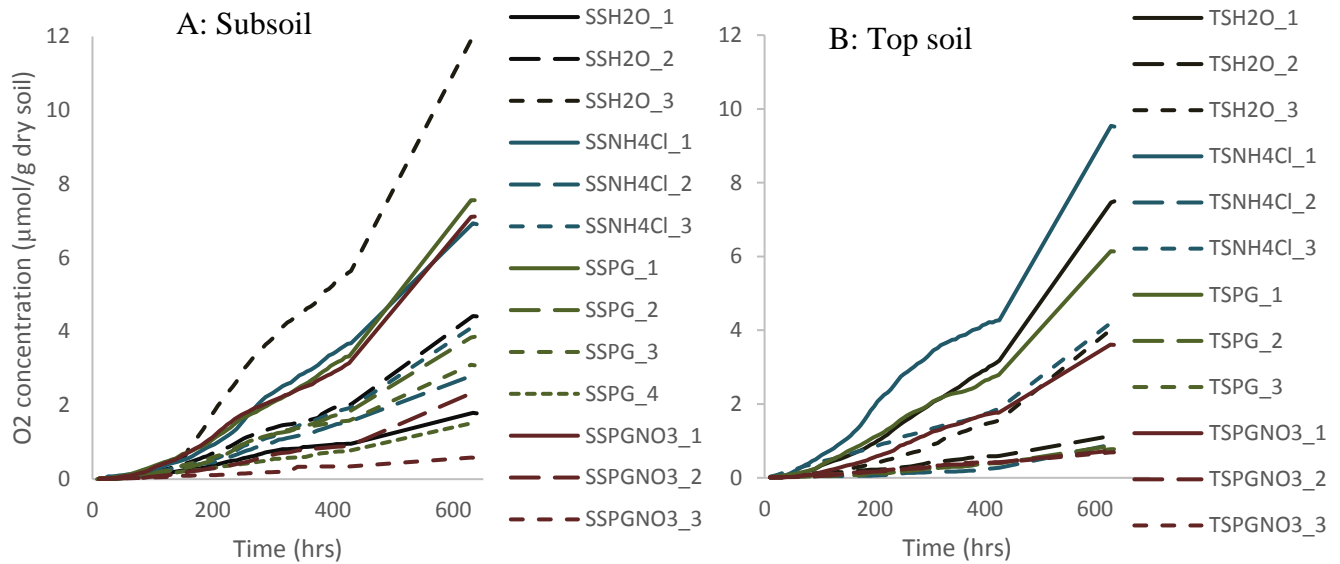 A: Subsoil
O2 concentration (µmol/g dry soil)
12
10
8
6
4
2
0
0
200
400
600
Time (hrs)
SSH2O_1
SSH2O_2
SSH2O_3
SSNH4Cl_1
SSNH4Cl_2
SSNH4Cl_3
SSPG_1
SSPG_2
SSPG_3
SSPG_4
SSPGNO3_1
SSPGNO3_2
SSPGNO3_3
B: Top soil
12
10
8
6
4
2
0
0
200
400
600
Time (hrs)
TSH2O_1
TSH2O_2
TSH2O_3
TSNH4Cl_1
TSNH4Cl_2
TSNH4Cl_3
TSPG_1
TSPG_2
TSPG_3
TSPGNO3_1
TSPGNO3_2
TSPGNO3_3